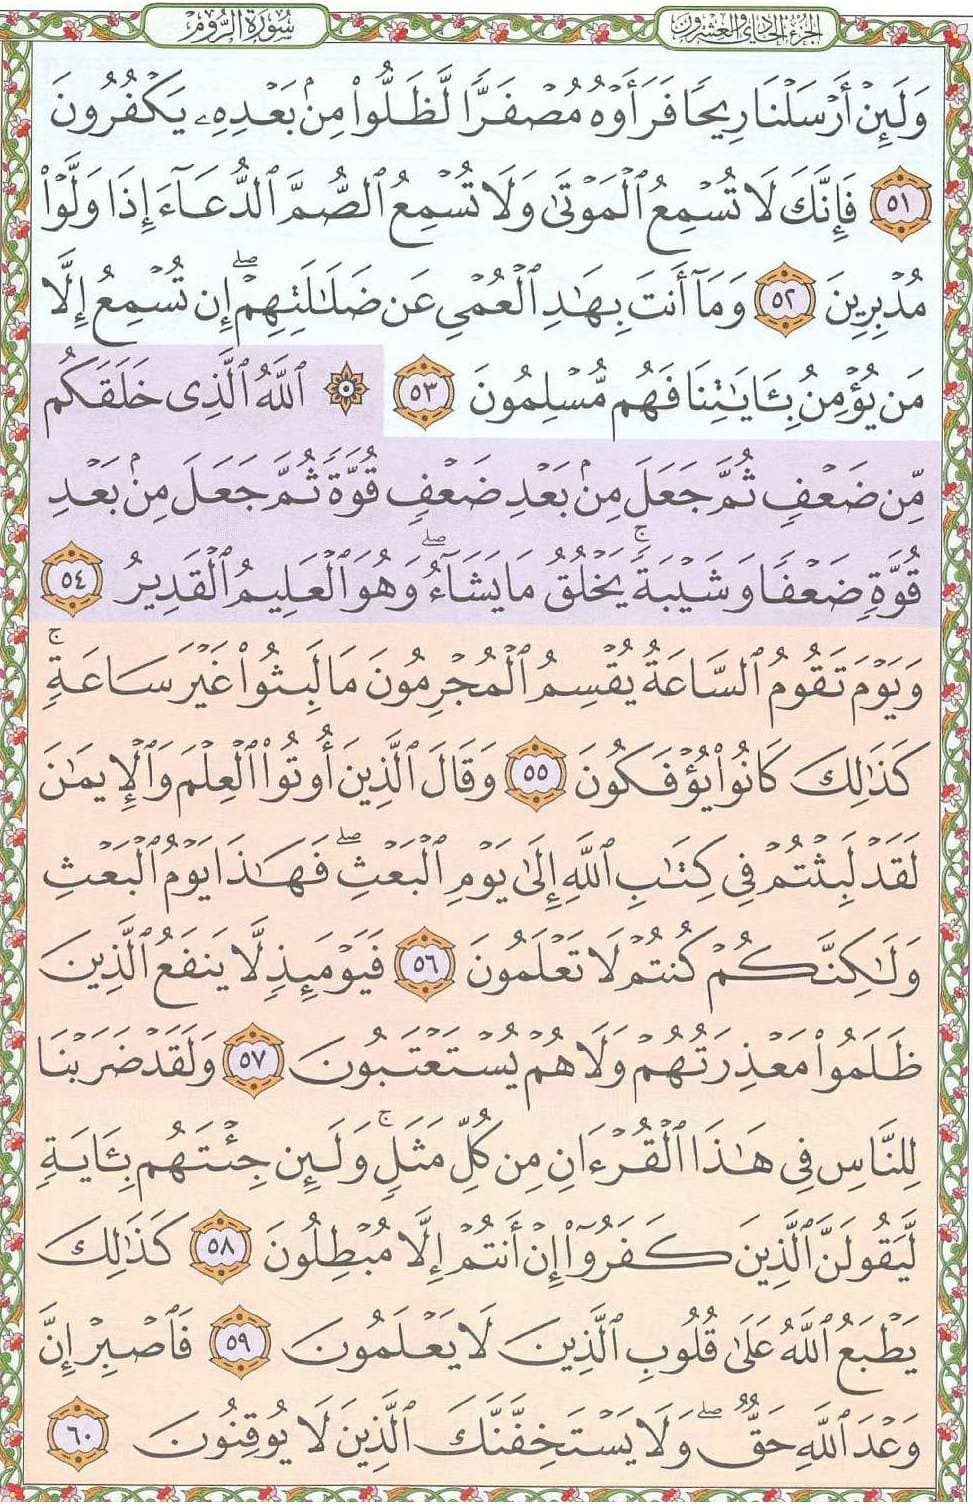 الجزء الحادي والعشرون
سورة الروم
وَلَئِنْ أَرْسَلْنَا رِيحًا فَرَأَوْهُ مُصْفَرًّا لَّظَلُّوا۟ مِنۢ بَعْدِهِۦ يَكْفُرُونَ
٥١ فَإِنَّكَ لَا تُسْمِعُ ٱلْمَوْتَىٰ وَلَا تُسْمِعُ ٱلصُّمَّ ٱلدُّعَآءَ إِذَا وَلَّوْا۟
مُدْبِرِينَ ٥٢ وَمَآ أَنتَ بِهَٰدِ ٱلْعُمْىِ عَن ضَلَٰلَتِهِمْ ۖ إِن تُسْمِعُ إِلَّا
مَن يُؤْمِنُ بِـَٔايَٰتِنَا فَهُم مُّسْلِمُونَ ٥٣ ۞ ٱللَّهُ ٱلَّذِى خَلَقَكُم
مِّن ضَعْفٍ ثُمَّ جَعَلَ مِنۢ بَعْدِ ضَعْفٍ قُوَّةً ثُمَّ جَعَلَ مِنۢ بَعْدِ
قُوَّةٍ ضَعْفًا وَشَيْبَةً ۚ يَخْلُقُ مَا يَشَآءُ ۖ وَهُوَ ٱلْعَلِيمُ ٱلْقَدِيرُ ٥٤
وَيَوْمَ تَقُومُ ٱلسَّاعَةُ يُقْسِمُ ٱلْمُجْرِمُونَ مَا لَبِثُوا۟ غَيْرَ سَاعَةٍ ۚ
كَذَٰلِكَ كَانُوا۟ يُؤْفَكُونَ ٥٥ وَقَالَ ٱلَّذِينَ أُوتُوا۟ ٱلْعِلْمَ وَٱلْإِيمَٰنَ
لَقَدْ لَبِثْتُمْ فِى كِتَٰبِ ٱللَّهِ إِلَىٰ يَوْمِ ٱلْبَعْثِ ۖ فَهَٰذَا يَوْمُ ٱلْبَعْثِ
وَلَٰكِنَّكُمْ كُنتُمْ لَا تَعْلَمُونَ ٥٦ فَيَوْمَئِذٍ لَّا يَنفَعُ ٱلَّذِينَ
ظَلَمُوا۟ مَعْذِرَتُهُمْ وَلَا هُمْ يُسْتَعْتَبُونَ ٥٧ وَلَقَدْ ضَرَبْنَا
لِلنَّاسِ فِى هَٰذَا ٱلْقُرْءَانِ مِن كُلِّ مَثَلٍ ۚ وَلَئِن جِئْتَهُم بِـَٔايَةٍ
لَّيَقُولَنَّ ٱلَّذِينَ كَفَرُوٓا۟ إِنْ أَنتُمْ إِلَّا مُبْطِلُونَ ٥٨ كَذَٰلِكَ
يَطْبَعُ ٱللَّهُ عَلَىٰ قُلُوبِ ٱلَّذِينَ لَا يَعْلَمُونَ ٥٩ فَٱصْبِرْ إِنَّ
وَعْدَ ٱللَّهِ حَقٌّ ۖ وَلَا يَسْتَخِفَّنَّكَ ٱلَّذِينَ لَا يُوقِنُونَ ٦٠